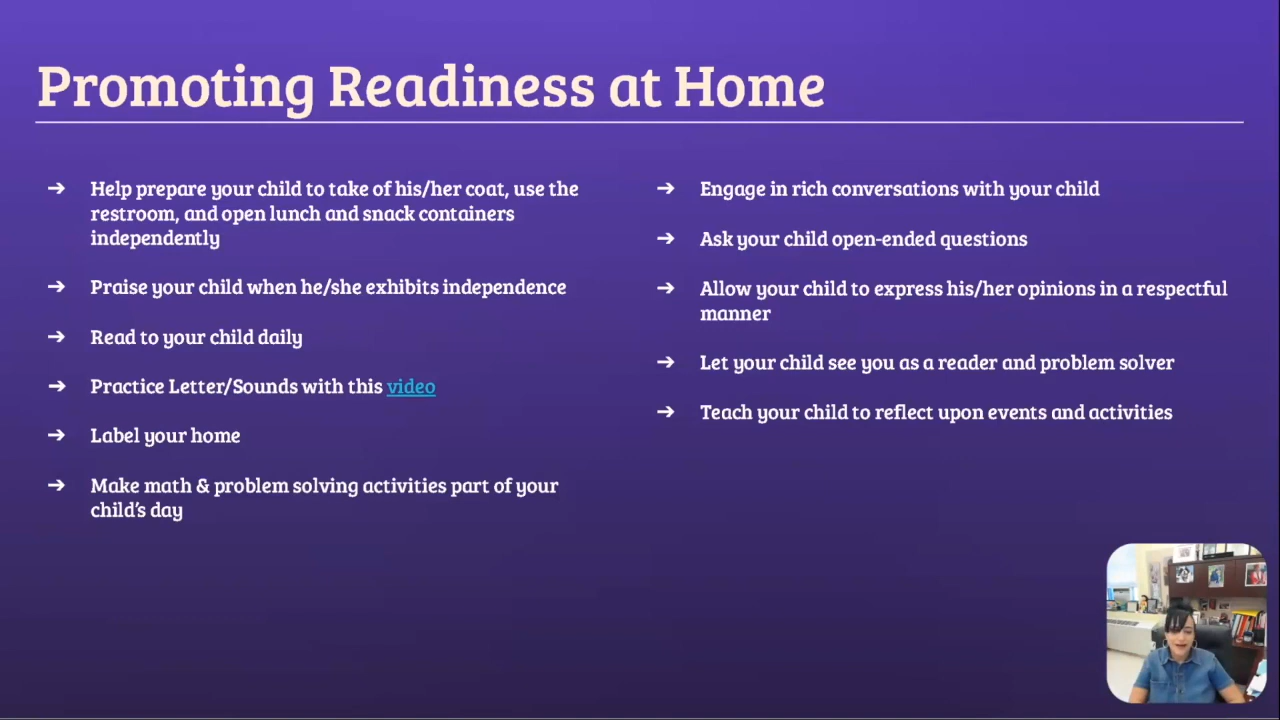 Promoting Readiness at Home
➔ Help prepare your child to take of his/her coat, use the
restroom, and open lunch and snack containers
independently
➔ Praise your child when he/she exhibits independence
➔ Read to your child daily
➔ Practice Letter/Sounds with this video
➔ Label your home
➔ Make math & problem solving activities part of your
child's day
➔ Engage in rich conversations with your child
➔ Ask your child open-ended questions
➔ Allow your child to express his/her opinions in a respectful
manner
➔ Let your child see you as a reader and problem solver
➔ Teach your child to reflect upon events and activities